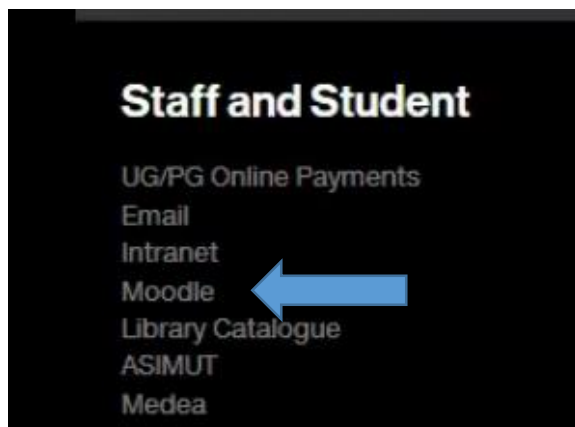 Staff and Student
UG/PG Online Payments
Email
Intranet
Moodle
Library Catalogue
ASIMUT
Medea